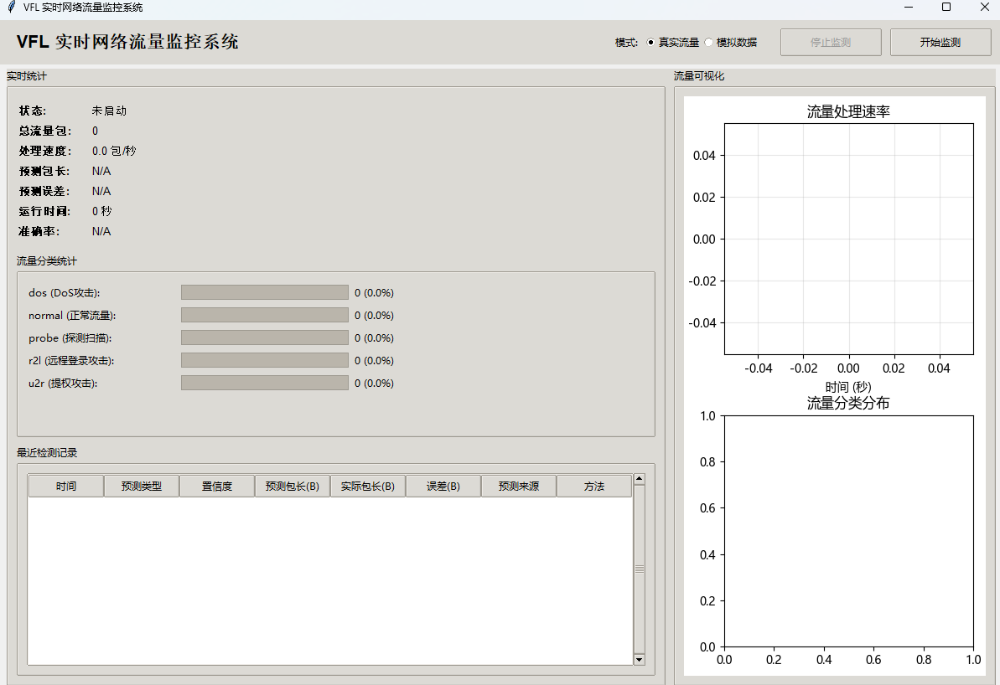 VFL 实时网络流量监控系统
VFL 实时网络流量监控系统
模式: 真实流量 模拟数据 停止监测 开始监测
实时统计
状态: 未启动
总流量包: 0
处理速度: 0.0 包/秒
预测包长: N/A
预测误差: N/A
运行时间: 0 秒
准确率: N/A
流量分类统计
dos (DoS攻击): 0 (0.0%)
normal (正常流量): 0 (0.0%)
probe (探测扫描): 0 (0.0%)
r2l (远程登录攻击): 0 (0.0%)
u2r (提权攻击): 0 (0.0%)
最近检测记录
时间 预测类型 置信度 预测包长(B) 实际包长(B) 误差(B) 预测来源 方法
流量可视化
流量处理速率
0.04
0.02
0.00
-0.02
-0.04
-0.04 -0.02 0.00 0.02 0.04
时间 (秒)
流量分类分布
1.0
0.8
0.6
0.4
0.2
0.0
0.0 0.2 0.4 0.6 0.8 1.0